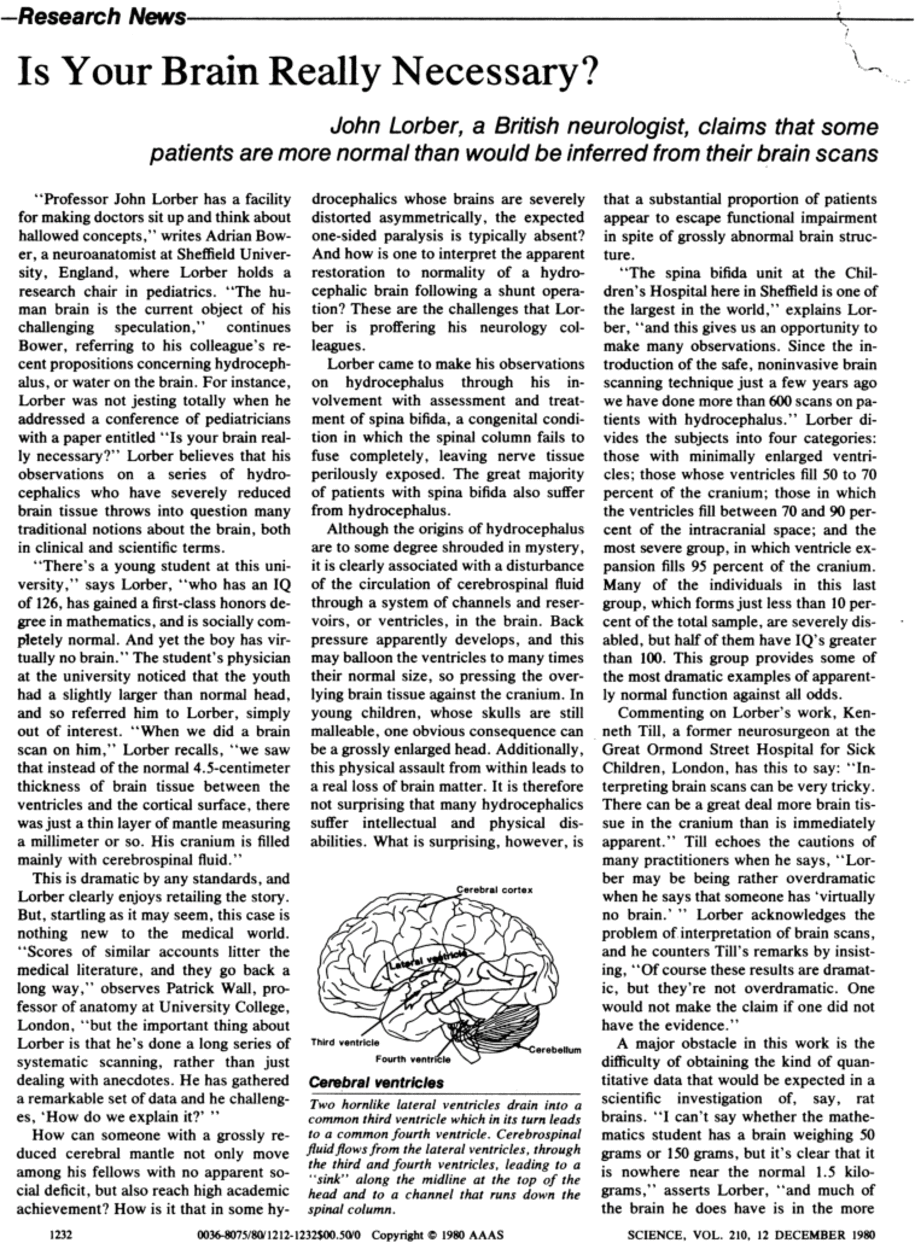 Research News
Is Your Brain Really Necessary?
John Lorber, a British neurologist, claims that some
patients are more normal than would be inferred from their brain scans
"Professor John Lorber has a facility
for making doctors sit up and think about
hallowed concepts," writes Adrian Bow-
er, a neuroanatomist at Sheffield Univer-
sity, England, where Lorber holds a
research chair in pediatrics. "The hu-
man brain is the current object of his
challenging speculation," continues
Bower, referring to his colleague's re-
cent propositions concerning hydroceph-
alus, or water on the brain. For instance,
Lorber was not jesting totally when he
addressed a conference of pediatricians
with a paper entitled "Is your brain real-
ly necessary?" Lorber believes that his
observations on a series of hydro-
cephalics who have severely reduced
brain tissue throws into question many
traditional notions about the brain, both
in clinical and scientific terms.
"There's a young student at this uni-
versity," says Lorber, "who has an IQ
of 126, has gained a first-class honors de-
gree in mathematics, and is socially com-
pletely normal. And yet the boy has vir-
tually no brain." The student's physician
at the university noticed that the youth
had a slightly larger than normal head,
and so referred him to Lorber, simply
out of interest. "When we did a brain
scan on him," Lorber recalls, "we saw
that instead of the normal 4.5-centimeter
thickness of brain tissue between the
ventricles and the cortical surface, there
was just a thin layer of mantle measuring
a millimeter or so. His cranium is filled
mainly with cerebrospinal fluid."
This is dramatic by any standards, and
Lorber clearly enjoys retailing the story.
But, startling as it may seem, this case is
nothing new to the medical world.
"Scores of similar accounts litter the
medical literature, and they go back a
long way," observes Patrick Wall, pro-
fessor of anatomy at University College,
London, "but the important thing about
Lorber is that he's done a long series of
systematic scanning, rather than just
dealing with anecdotes. He has gathered
a remarkable set of data and he challeng-
es, 'How do we explain it?' "
How can someone with a grossly re-
duced cerebral mantle not only move
among his fellows with no apparent so-
cial deficit, but also reach high academic
achievement? How is it that in some hy-
drocephalics whose brains are severely
distorted asymmetrically, the expected
one-sided paralysis is typically absent?
And how is one to interpret the apparent
restoration to normality of a hydro-
cephalic brain following a shunt opera-
tion? These are the challenges that Lor-
ber is proffering his neurology col-
leagues.
Lorber came to make his observations
on hydrocephalus through his in-
volvement with assessment and treat-
ment of spina bifida, a congenital condi-
tion in which the spinal column fails to
fuse completely, leaving nerve tissue
perilously exposed. The great majority
of patients with spina bifida also suffer
from hydrocephalus.
Although the origins of hydrocephalus
are to some degree shrouded in mystery,
it is clearly associated with a disturbance
of the circulation of cerebrospinal fluid
through a system of channels and reser-
voirs, or ventricles, in the brain. Back
pressure apparently develops, and this
may balloon the ventricles to many times
their normal size, so pressing the over-
lying brain tissue against the cranium. In
young children, whose skulls are still
malleable, one obvious consequence can
be a grossly enlarged head. Additionally,
this physical assault from within leads to
a real loss of brain matter. It is therefore
not surprising that many hydrocephalics
suffer intellectual and physical dis-
abilities. What is surprising, however, is
Cerebral cortex
Lateral ventricle
Third ventricle
Fourth ventricle
Cerebellum
Cerebral ventricles
Two hornlike lateral ventricles drain into a
common third ventricle which in its turn leads
to a common fourth ventricle. Cerebrospinal
fluid flows from the lateral ventricles, through
the third and fourth ventricles, leading to a
"sink" along the midline at the top of the
head and to a channel that runs down the
spinal column.
that a substantial proportion of patients
appear to escape functional impairment
in spite of grossly abnormal brain struc-
ture.
"The spina bifida unit at the Chil-
dren's Hospital here in Sheffield is one of
the largest in the world," explains Lor-
ber, "and this gives us an opportunity to
make many observations. Since the in-
troduction of the safe, noninvasive brain
scanning technique just a few years ago
we have done more than 600 scans on pa-
tients with hydrocephalus." Lorber di-
vides the subjects into four categories:
those with minimally enlarged ventri-
cles; those whose ventricles fill 50 to 70
percent of the cranium; those in which
the ventricles fill between 70 and 90 per-
cent of the intracranial space; and the
most severe group, in which ventricle ex-
pansion fills 95 percent of the cranium.
Many of the individuals in this last
group, which forms just less than 10 per-
cent of the total sample, are severely dis-
abled, but half of them have IQ's greater
than 100. This group provides some of
the most dramatic examples of apparent-
ly normal function against all odds.
Commenting on Lorber's work, Ken-
neth Till, a former neurosurgeon at the
Great Ormond Street Hospital for Sick
Children, London, has this to say: "In-
terpreting brain scans can be very tricky.
There can be a great deal more brain tis-
sue in the cranium than is immediately
apparent." Till echoes the cautions of
many practitioners when he says, "Lor-
ber may be being rather overdramatic
when he says that someone has 'virtually
no brain.' " Lorber acknowledges the
problem of interpretation of brain scans,
and he counters Till's remarks by insist-
ing, "Of course these results are dramat-
ic, but they're not overdramatic. One
would not make the claim if one did not
have the evidence."
A major obstacle in this work is the
difficulty of obtaining the kind of quan-
titative data that would be expected in a
scientific investigation of, say, rat
brains. "I can't say whether the mathe-
matics student has a brain weighing 50
grams or 150 grams, but it's clear that it
is nowhere near the normal 1.5 kilo-
grams," asserts Lorber, "and much of
the brain he does have is in the more
1232
0036-8075/80/1212-1232$00.50/0 Copyright © 1980 AAAS
SCIENCE, VOL. 210, 12 DECEMBER 1980